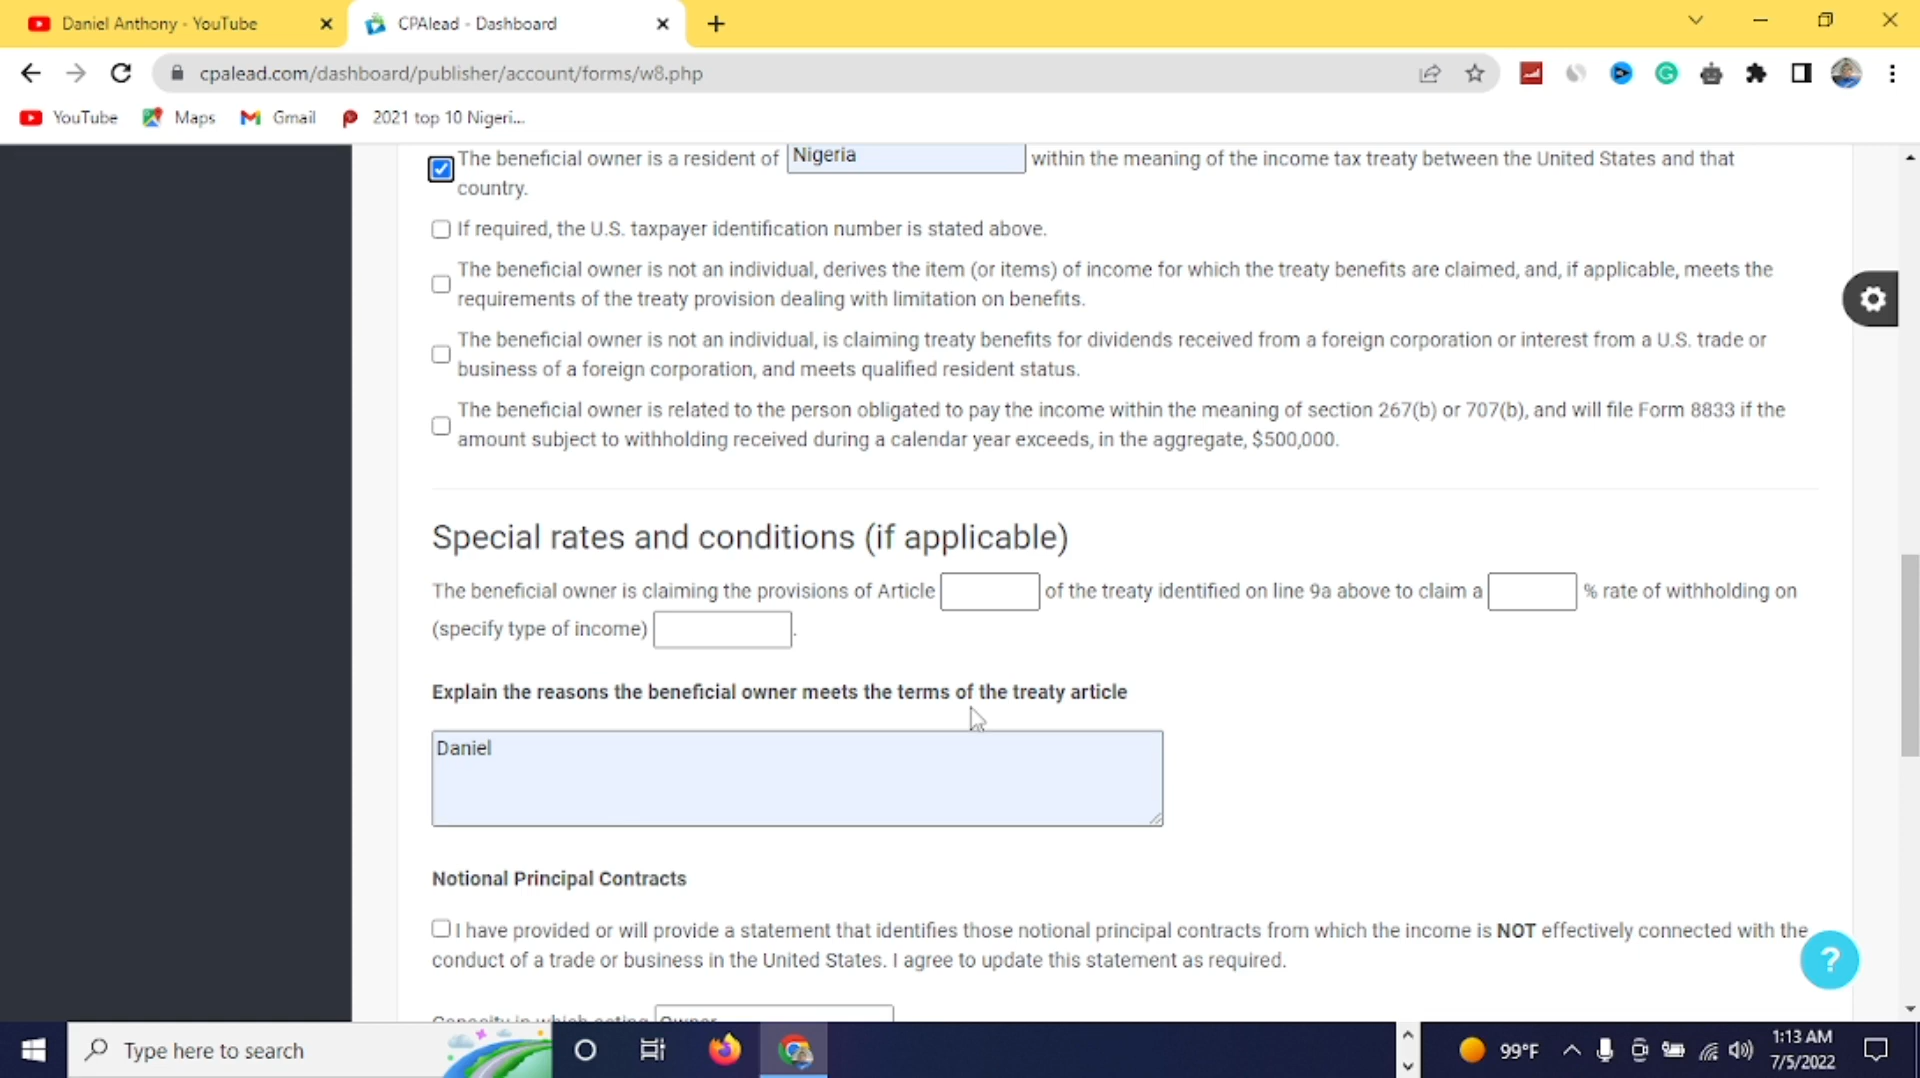 Daniel Anthony - YouTube
CPAlead - Dashboard
cpalead.com/dashboard/publisher/account/forms/w8.php
YouTube
Maps
Gmail
2021 top 10 Nigeri...
The beneficial owner is a resident of Nigeria within the meaning of the income tax treaty between the United States and that
country.
If required, the U.S. taxpayer identification number is stated above.
The beneficial owner is not an individual, derives the item (or items) of income for which the treaty benefits are claimed, and, if applicable, meets the
requirements of the treaty provision dealing with limitation on benefits.
The beneficial owner is not an individual, is claiming treaty benefits for dividends received from a foreign corporation or interest from a U.S. trade or
business of a foreign corporation, and meets qualified resident status.
The beneficial owner is related to the person obligated to pay the income within the meaning of section 267(b) or 707(b), and will file Form 8833 if the
amount subject to withholding received during a calendar year exceeds, in the aggregate, $500,000.
Special rates and conditions (if applicable)
The beneficial owner is claiming the provisions of Article of the treaty identified on line 9a above to claim a % rate of withholding on
(specify type of income) .
Explain the reasons the beneficial owner meets the terms of the treaty article
Daniel
Notional Principal Contracts
I have provided or will provide a statement that identifies those notional principal contracts from which the income is NOT effectively connected with the
conduct of a trade or business in the United States. I agree to update this statement as required.
?
Capacity in which acting Owner
Type here to search
99°F
1:13 AM
7/5/2022